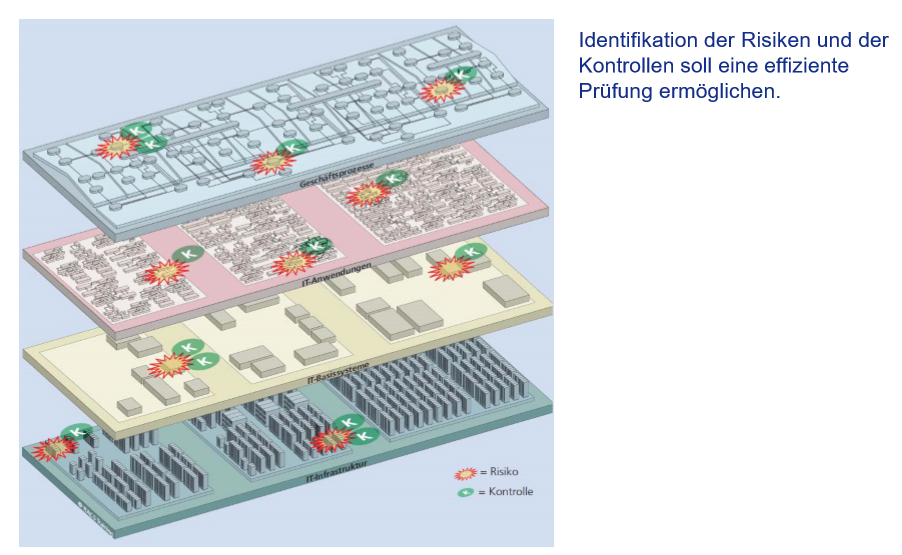 Identifikation der Risiken und der
Kontrollen soll eine effiziente
Prüfung ermöglichen.
K
K
K
K
Geschäftsprozesse
K
K
K
IT-Anwendungen
K
K
K
IT-Basissysteme
K
K
K
IT-Infrastruktur
= Risiko
K = Kontrolle